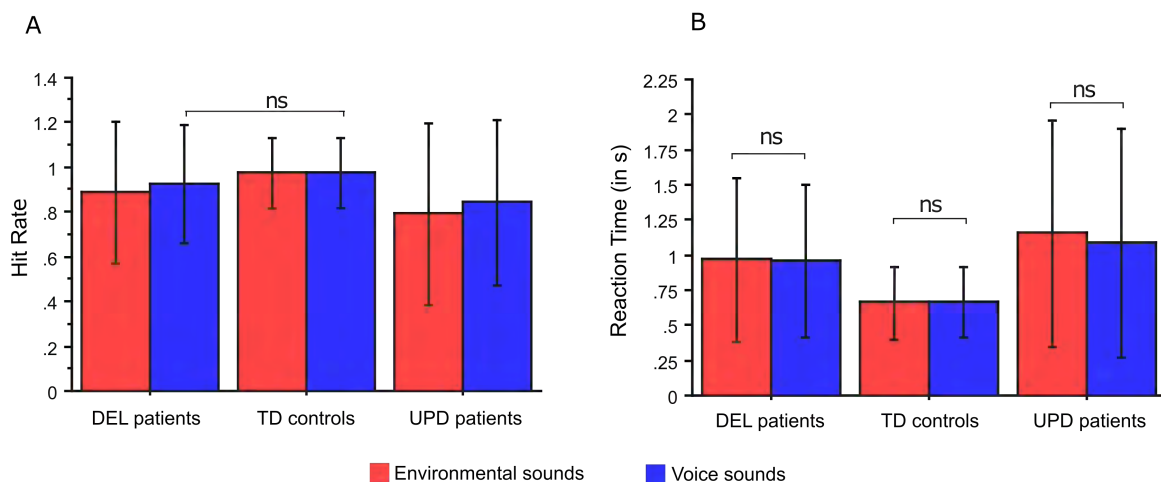 A
B
Hit Rate
1.4
1.2
1
.8
.6
.4
.2
0
ns
DEL patients
TD controls
UPD patients
Reaction Time (in s)
2.25
2
1.75
1.5
1.25
1
0.75
.5
.25
0
ns
ns
ns
DEL patients
TD controls
UPD patients
Environmental sounds
Voice sounds